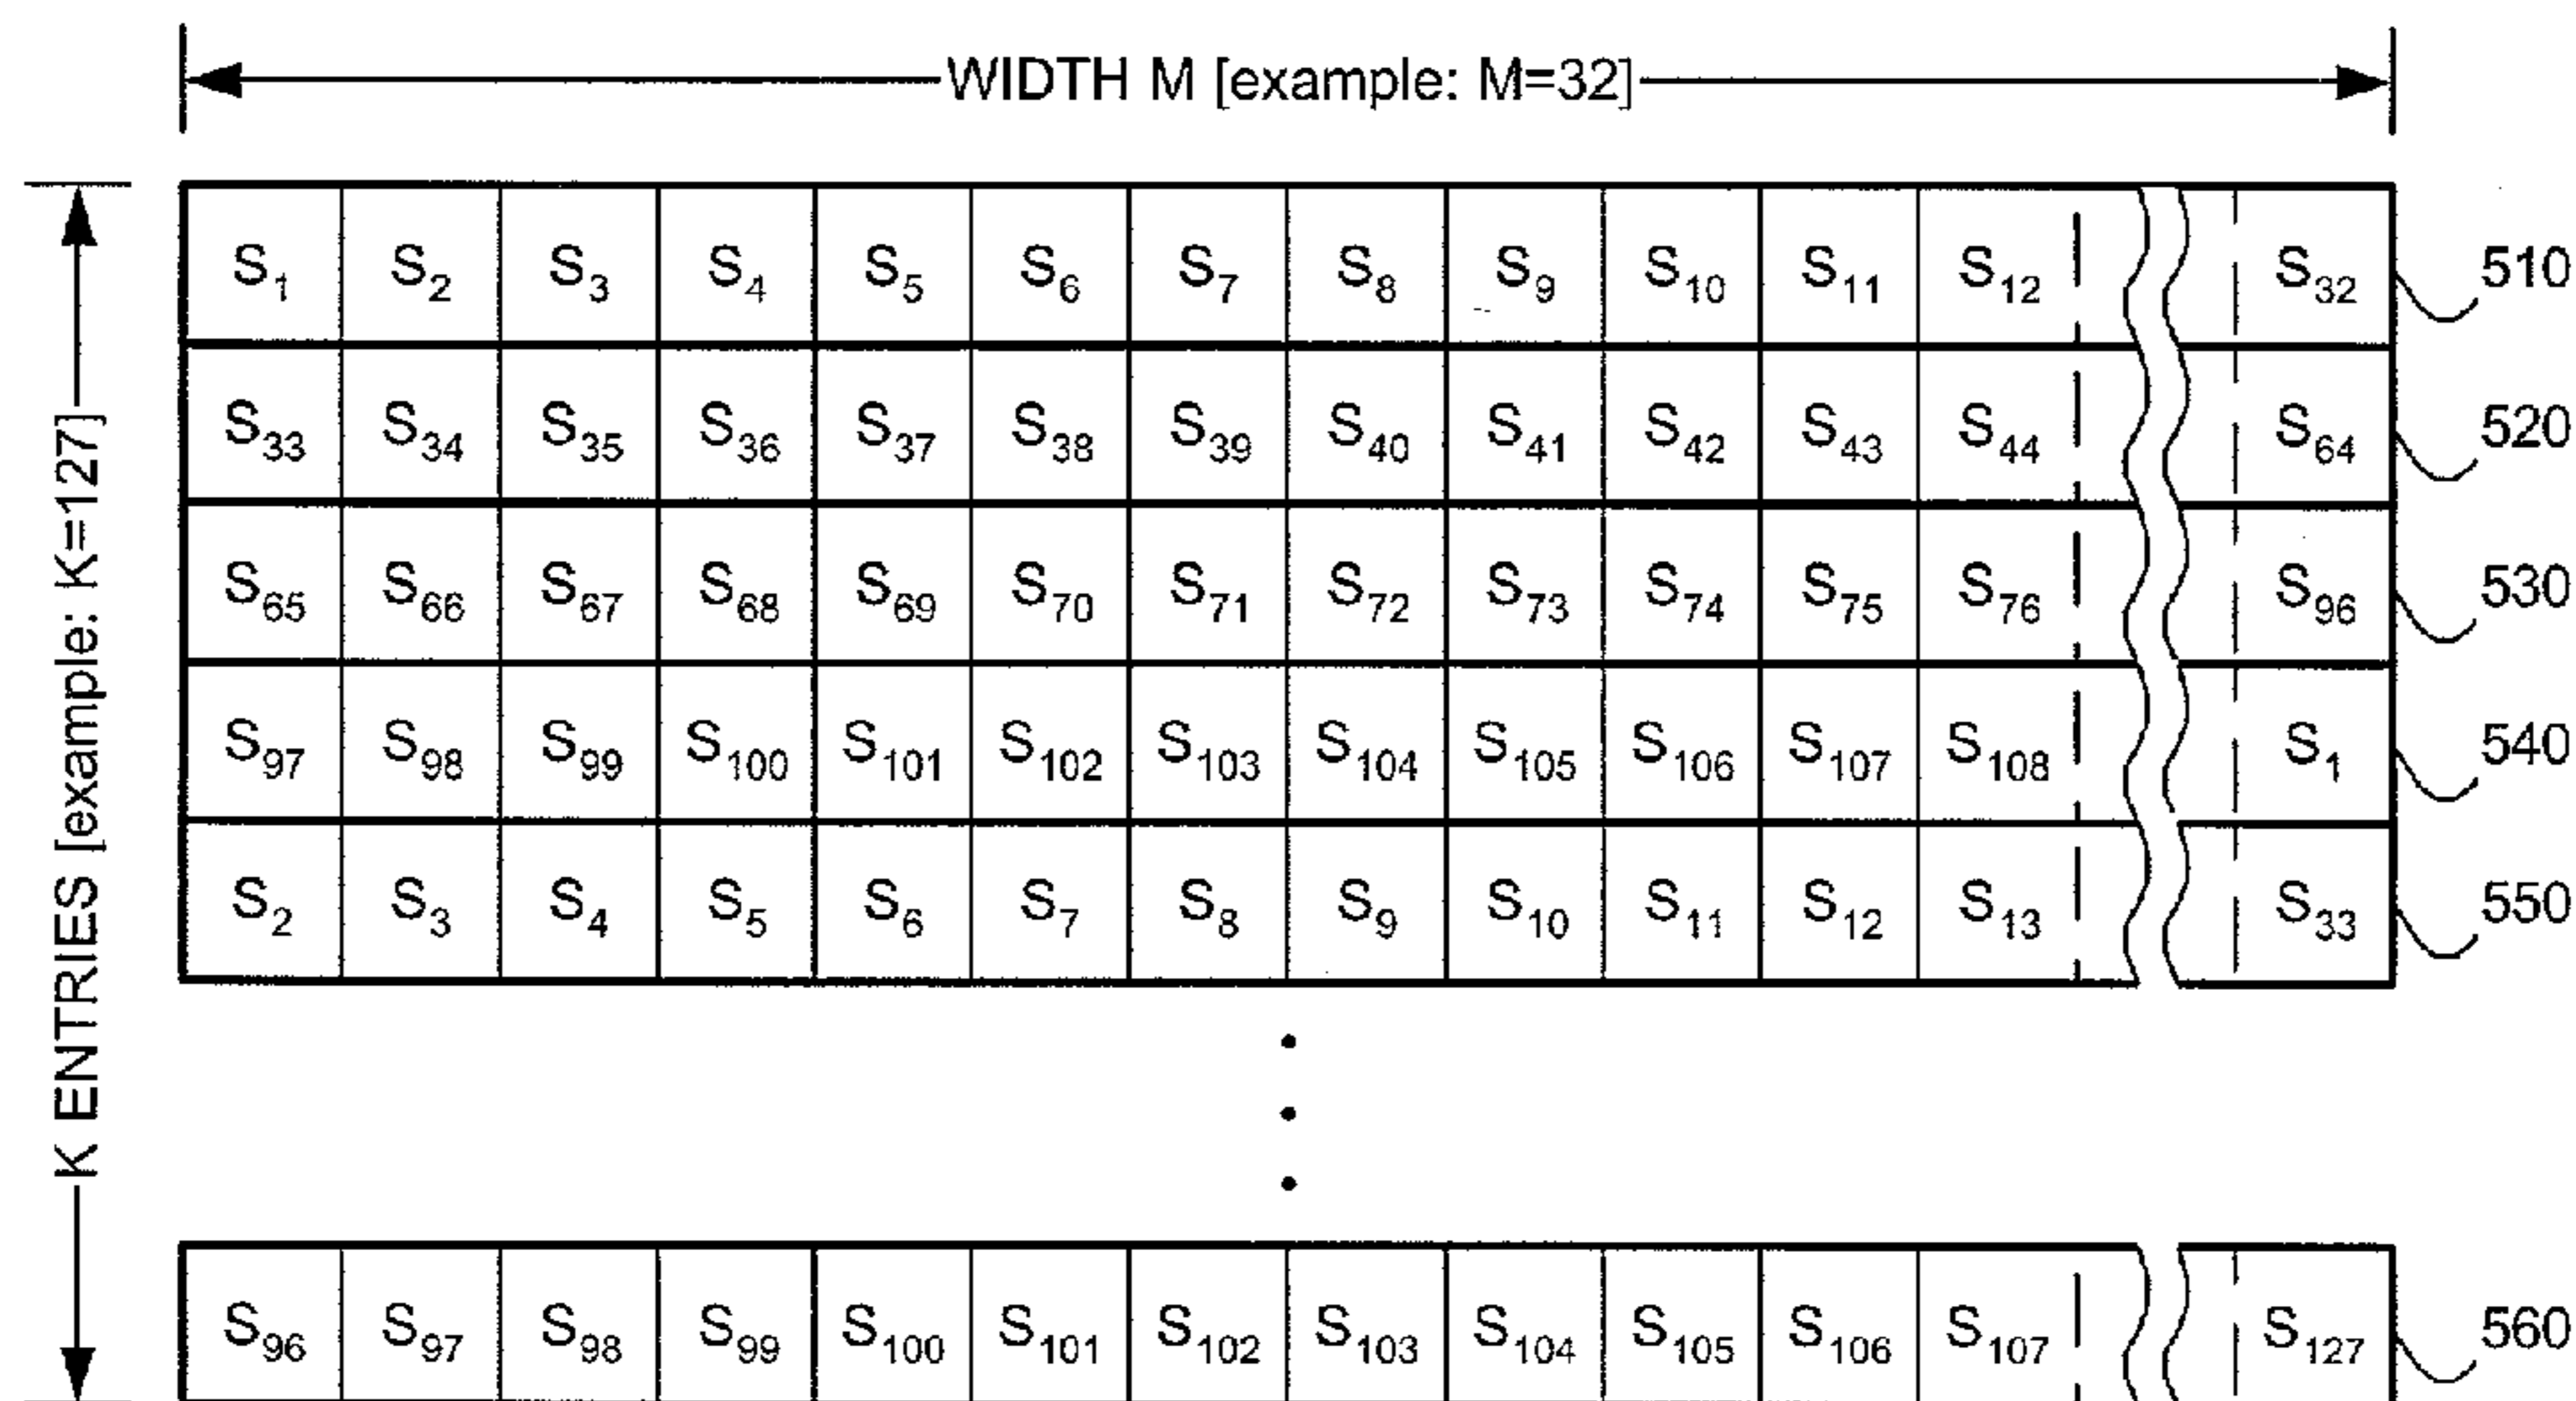 WIDTH M [example: M=32]
K ENTRIES [example: K=127]
S1 S2 S3 S4 S5 S6 S7 S8 S9 S10 S11 S12 S32 510
S33 S34 S35 S36 S37 S38 S39 S40 S41 S42 S43 S44 S64 520
S65 S66 S67 S68 S69 S70 S71 S72 S73 S74 S75 S76 S96 530
S97 S98 S99 S100 S101 S102 S103 S104 S105 S106 S107 S108 S1 540
S2 S3 S4 S5 S6 S7 S8 S9 S10 S11 S12 S13 S33 550
S96 S97 S98 S99 S100 S101 S102 S103 S104 S105 S106 S107 S127 560